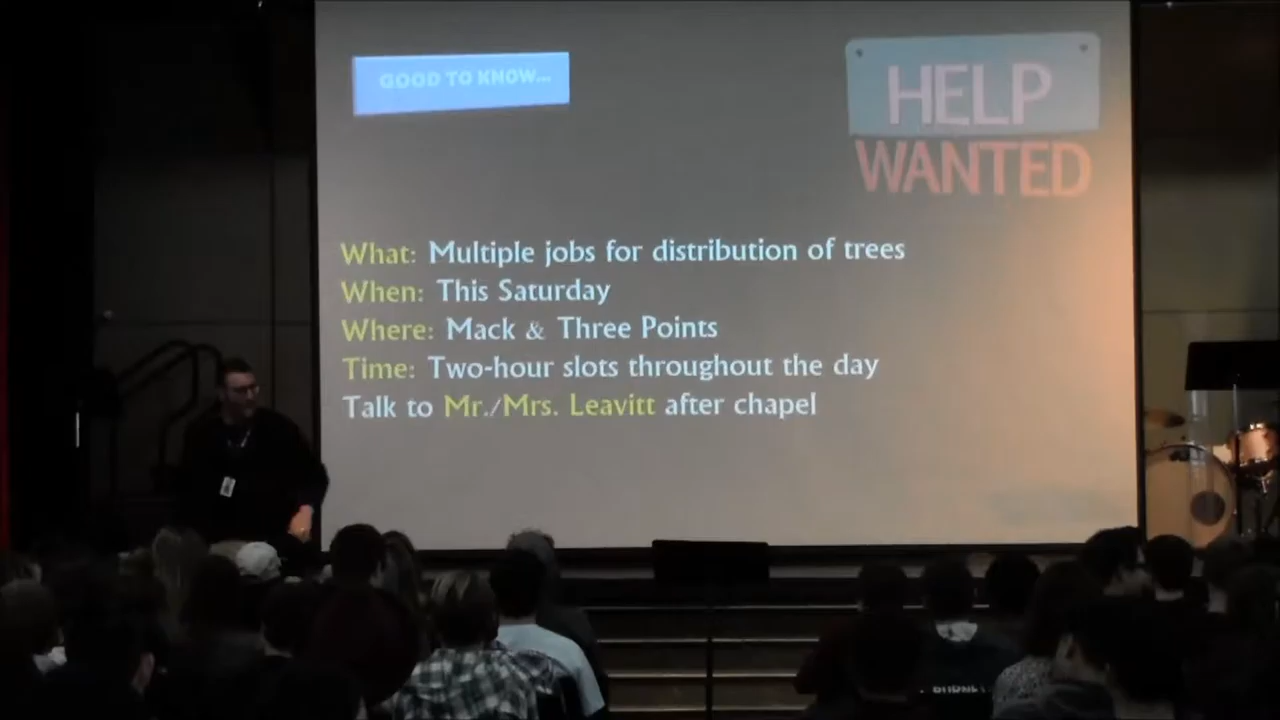 GOOD TO KNOW...
HELP
WANTED
What: Multiple jobs for distribution of trees
When: This Saturday
Where: Mack & Three Points
Time: Two-hour slots throughout the day
Talk to Mr./Mrs. Leavitt after chapel